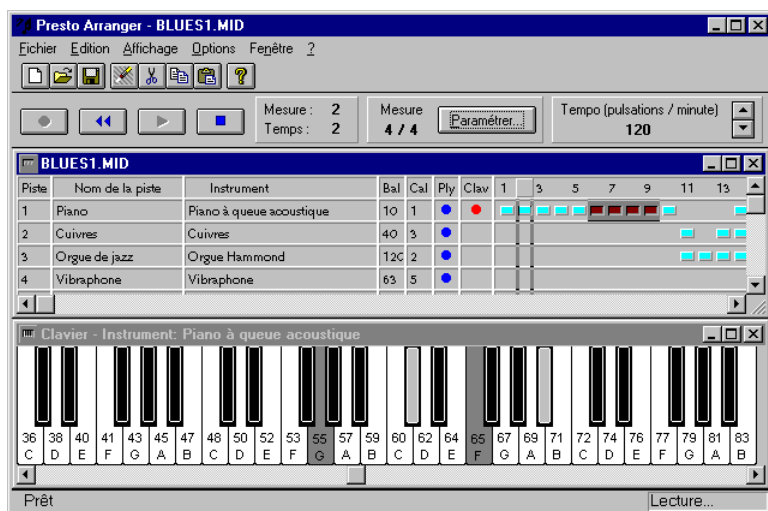 Presto Arranger - BLUES1.MID
Fichier Edition Affichage Options Fenêtre ?
Mesure : 2
Temps : 2
Mesure
4 / 4
Paramétrer...
Tempo (pulsations / minute)
120
BLUES1.MID
Piste Nom de la piste Instrument Bal Cal Ply Clav 1 3 5 7 9 11 13
1 Piano Piano à queue acoustique 10 1
2 Cuivres Cuivres 40 3
3 Orgue de jazz Orgue Hammond 120 2
4 Vibraphone Vibraphone 63 5
Clavier - Instrument: Piano à queue acoustique
36 38 40 41 43 45 47 48 50 52 53 55 57 59 60 62 64 65 67 69 71 72 74 76 77 79 81 83
C D E F G A B C D E F G A B C D E F G A B C D E F G A B
Prêt Lecture...